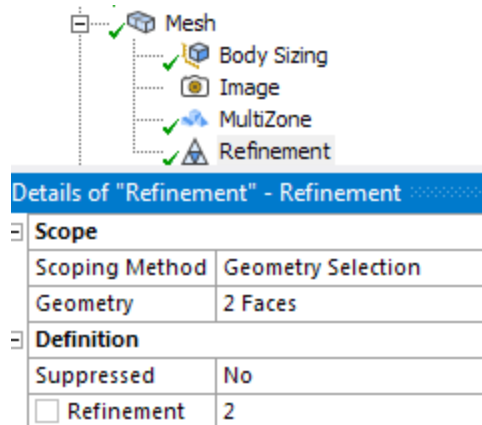 Mesh
Body Sizing
Image
MultiZone
Refinement
Details of "Refinement" - Refinement
Scope
Scoping Method Geometry Selection
Geometry 2 Faces
Definition
Suppressed No
Refinement 2